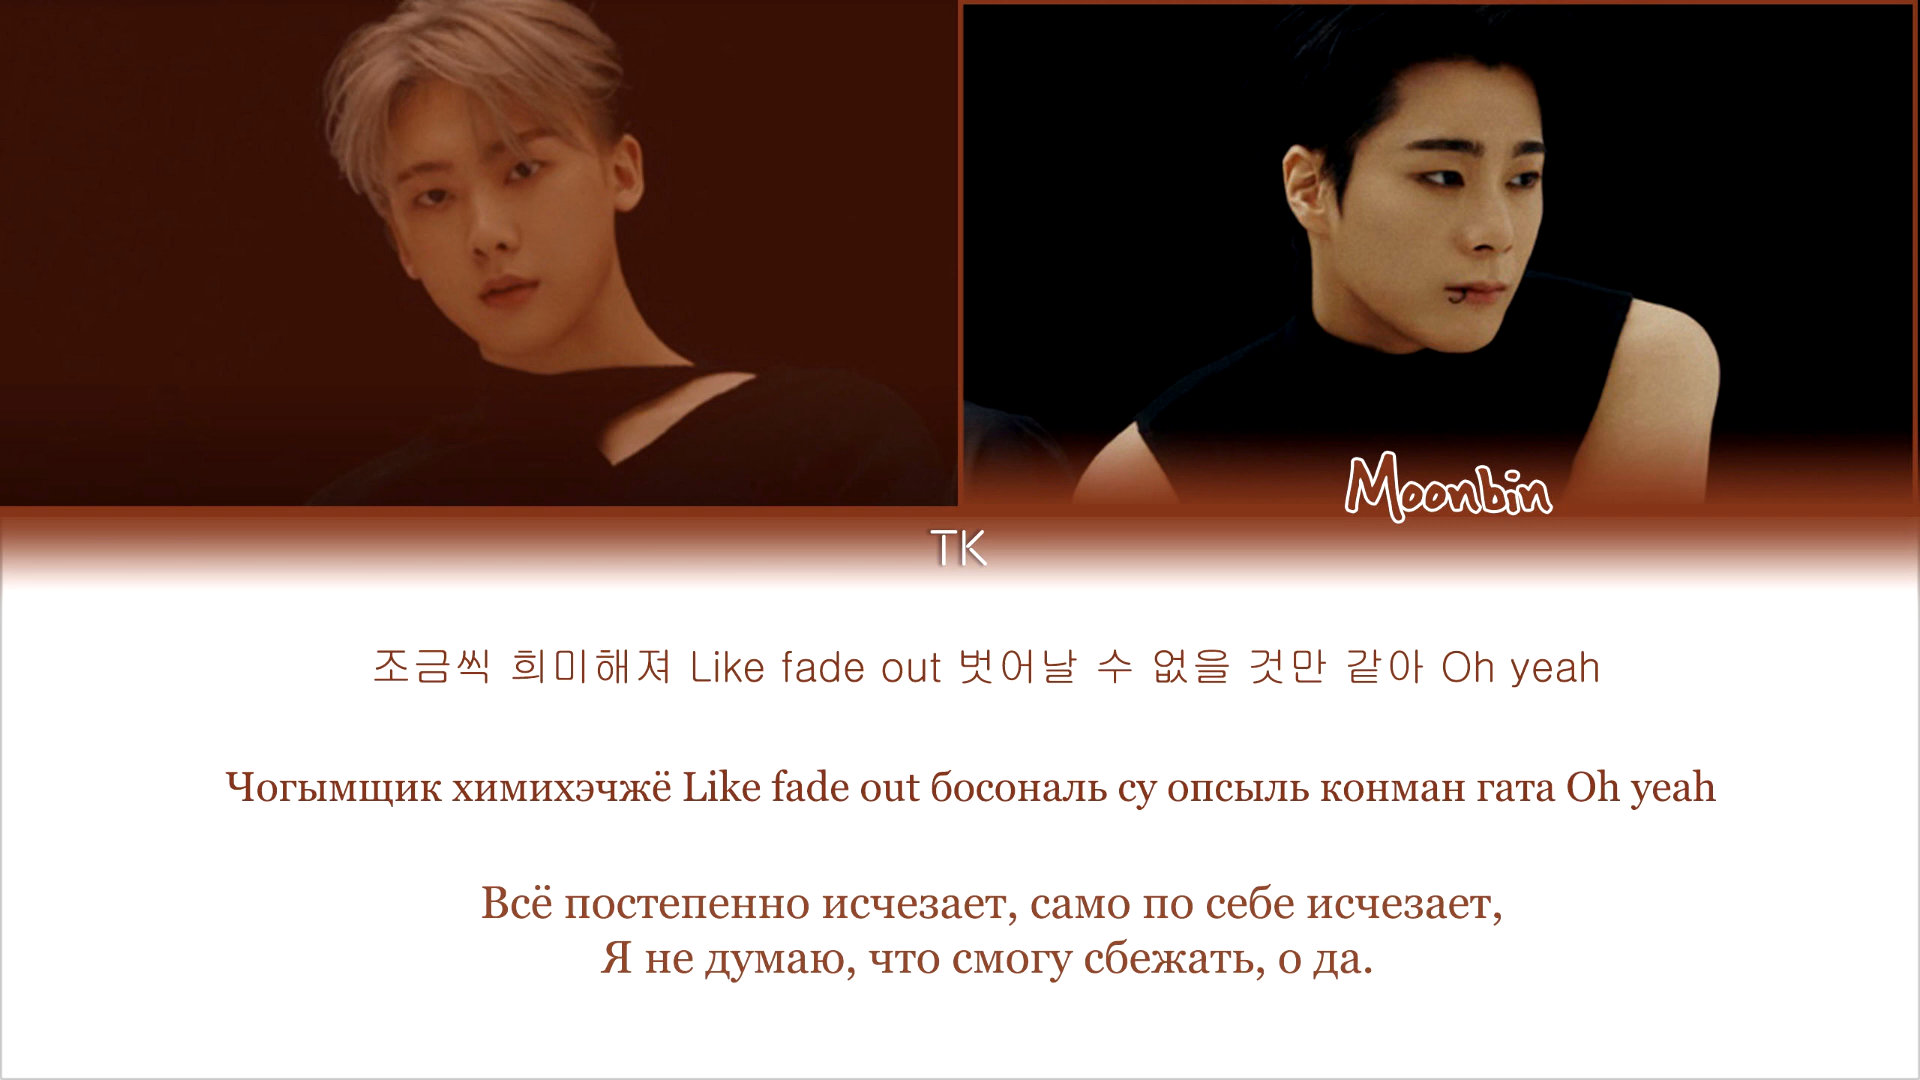 Moonbin
TK
조금씩 희미해져 Like fade out 벗어날 수 없을 것만 같아 Oh yeah
Чогымщик химихэчжё Like fade out босональ су опсыль конман гата Oh yeah
Всё постепенно исчезает, само по себе исчезает,
Я не думаю, что смогу сбежать, о да.